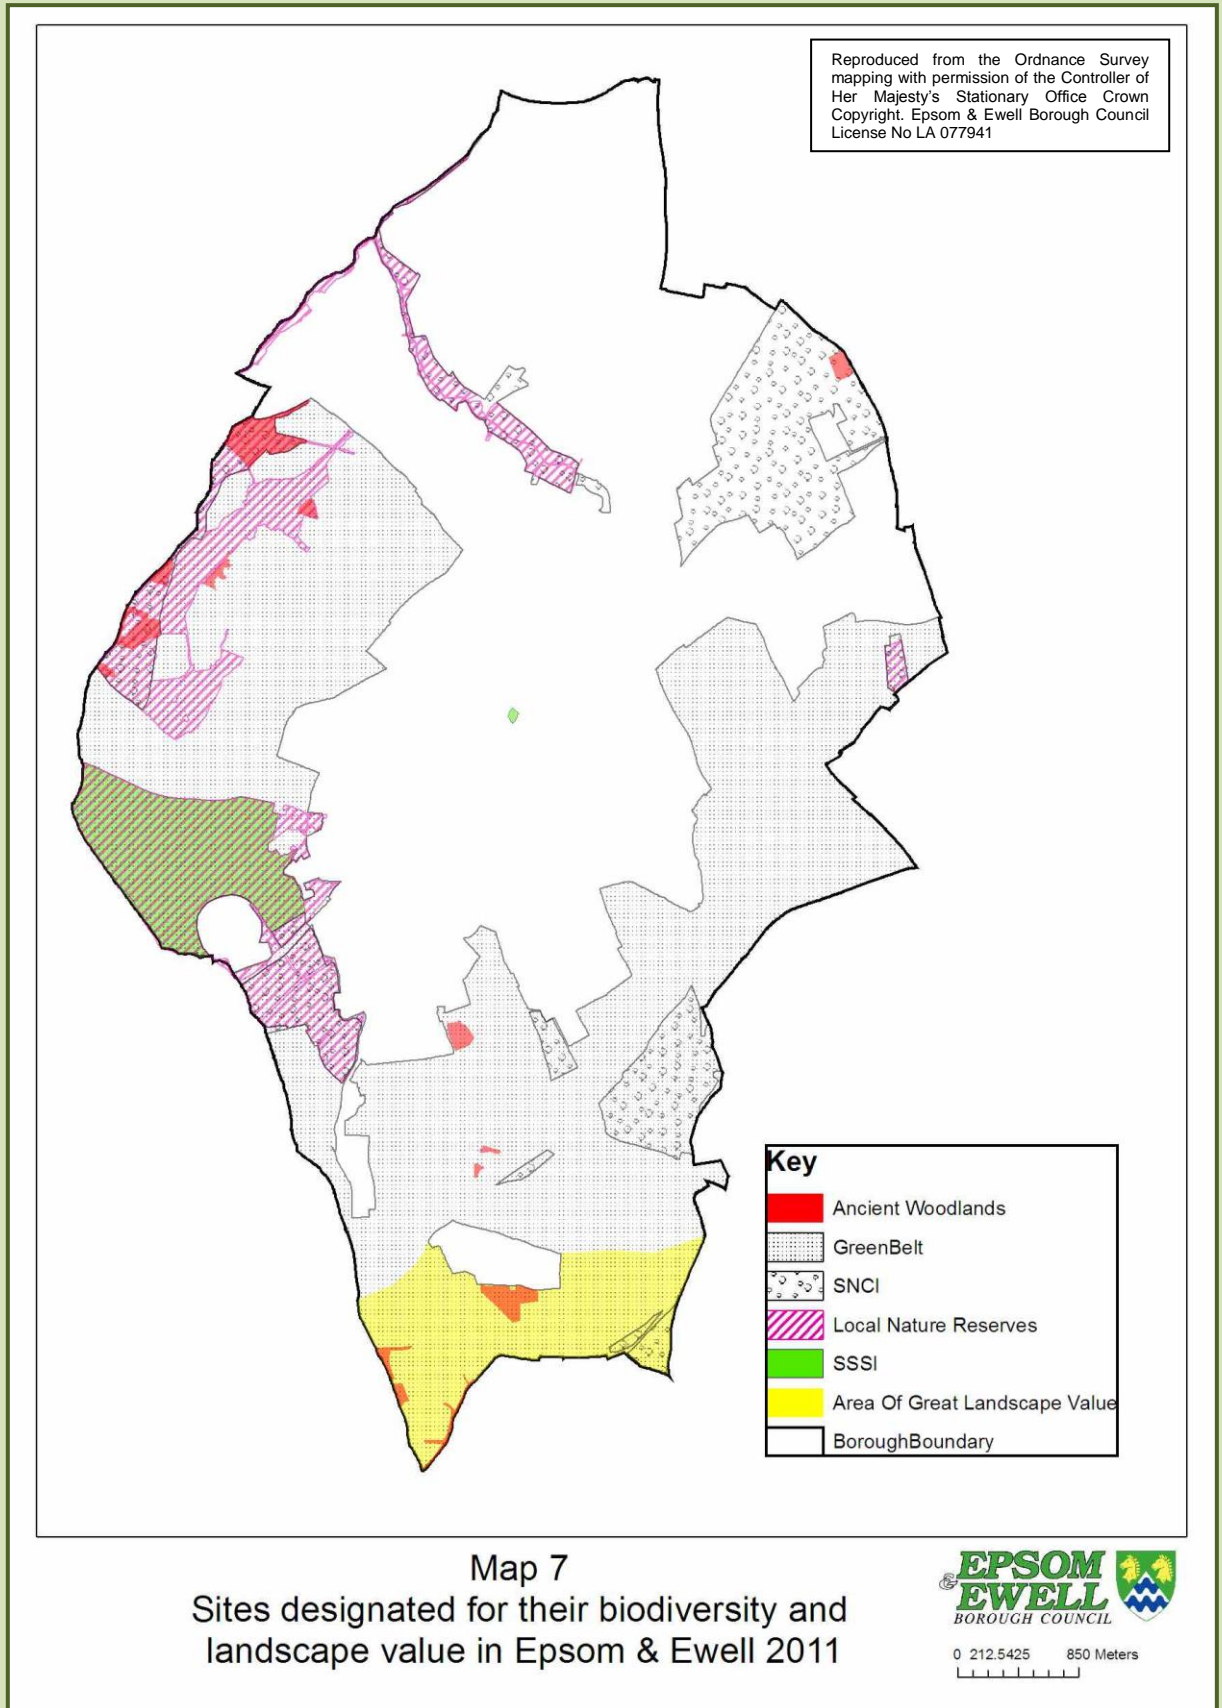 Reproduced from the Ordnance Survey
mapping with permission of the Controller of
Her Majesty's Stationary Office Crown
Copyright. Epsom & Ewell Borough Council
License No LA 077941
Key
Ancient Woodlands
GreenBelt
SNCI
Local Nature Reserves
SSSI
Area Of Great Landscape Value
BoroughBoundary
Map 7
Sites designated for their biodiversity and
landscape value in Epsom & Ewell 2011
EPSOM
& EWELL
BOROUGH COUNCIL
0 212.5425 850 Meters